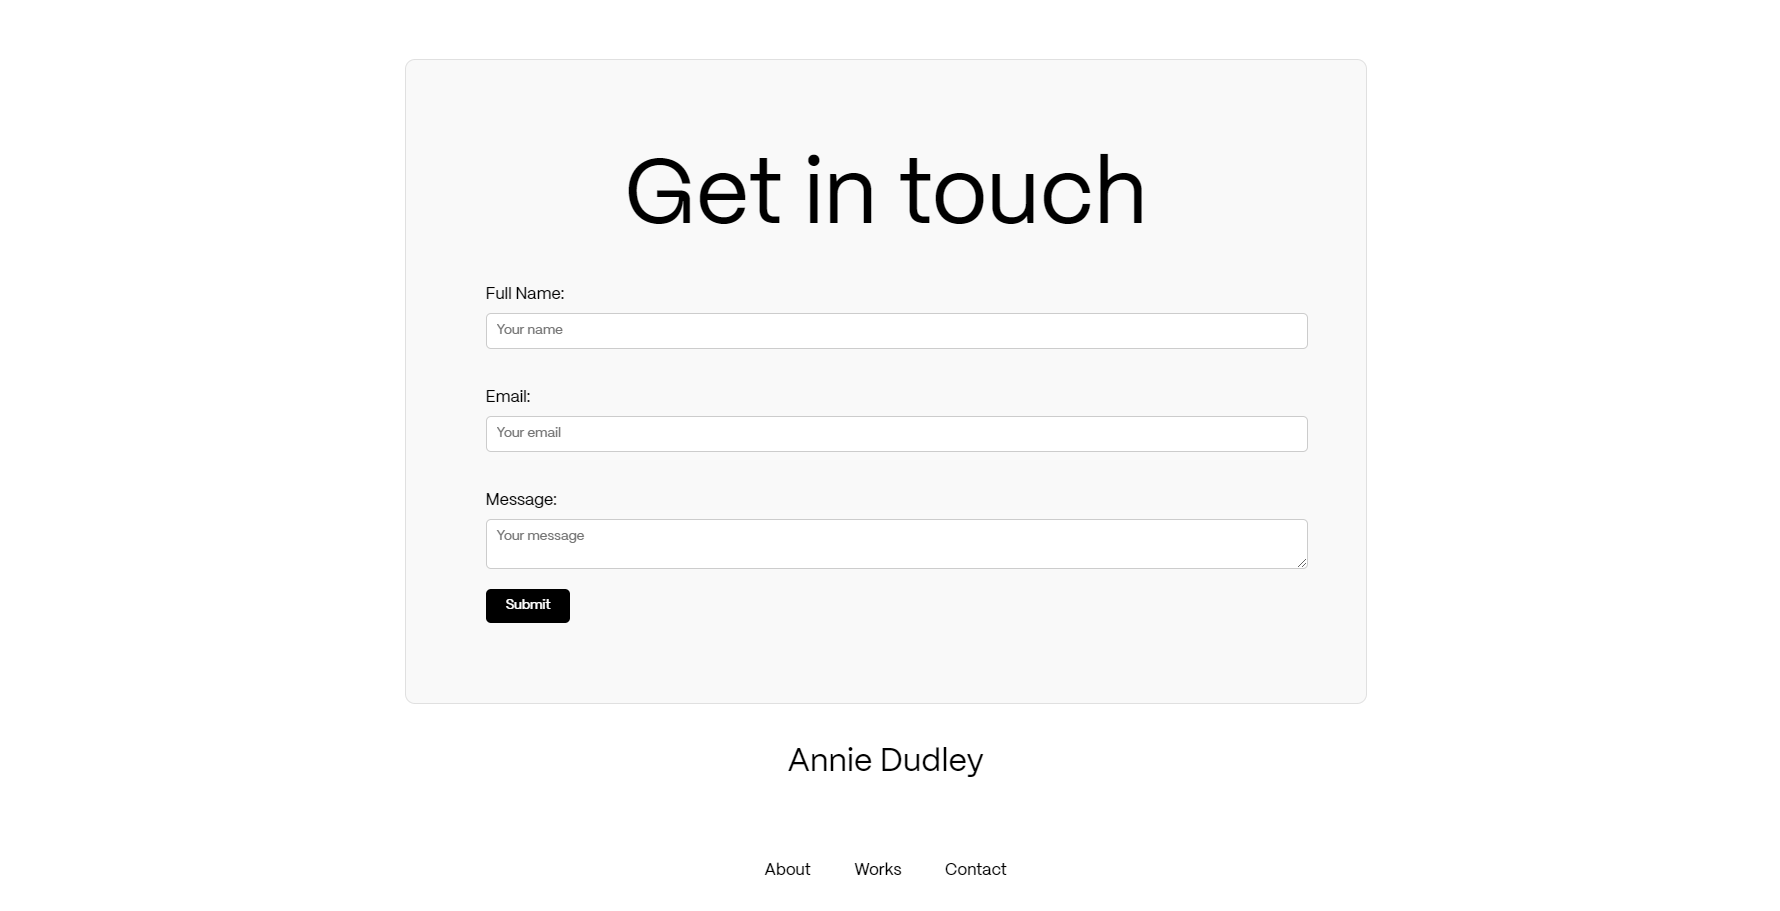 Get in touch
Full Name:
Your name
Email:
Your email
Message:
Your message
Submit
Annie Dudley
About Works Contact